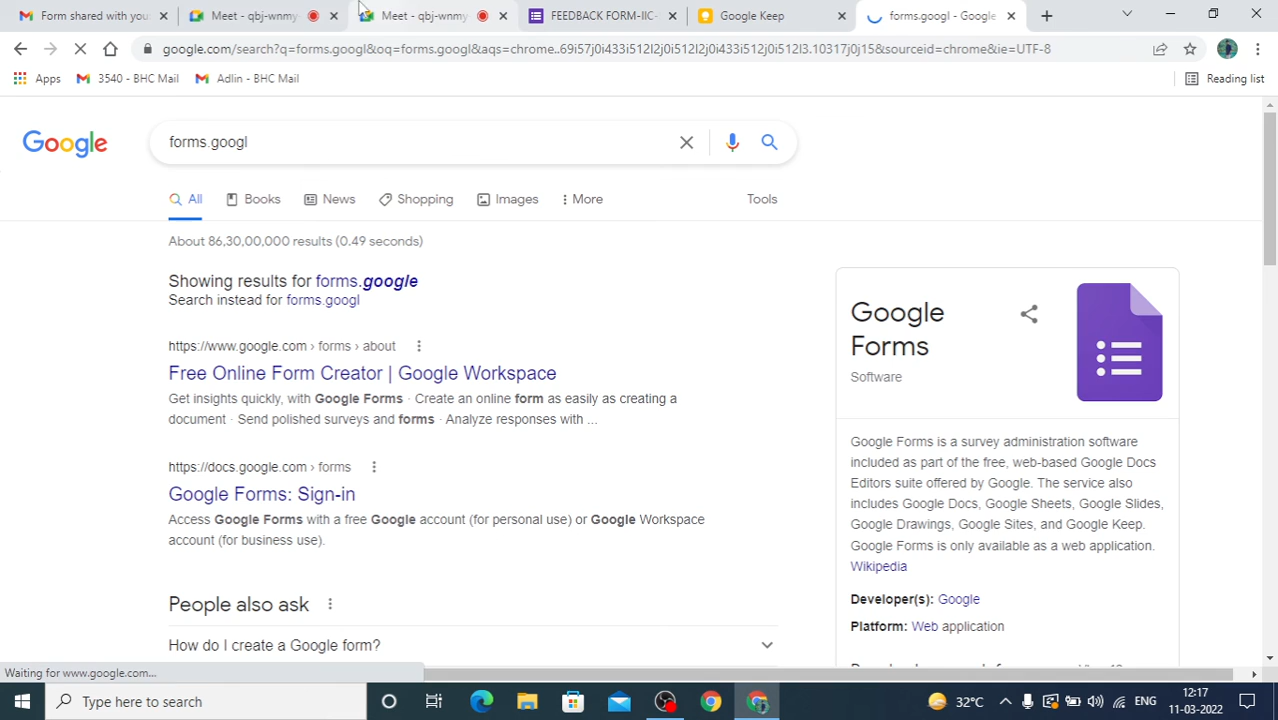 Form shared with you
Meet - qbj-wnmy
Meet - qbj-wnmy
FEEDBACK FORM-IIC-
Google Keep
forms.googl - Google
google.com/search?q=forms.googl&oq=forms.googl&aqs=chrome..69i57j0i433i512l2j0i512l2j0i433i512j0i512l3.10317j0j15&sourceid=chrome&ie=UTF-8
Apps
3540 - BHC Mail
Adlin - BHC Mail
Reading list
Google
forms.googl
All
Books
News
Shopping
Images
More
Tools
About 86,30,00,000 results (0.49 seconds)
Showing results for forms.google
Search instead for forms.googl
https://www.google.com › forms › about
Free Online Form Creator | Google Workspace
Get insights quickly, with Google Forms · Create an online form as easily as creating a
document · Send polished surveys and forms · Analyze responses with ...
https://docs.google.com › forms
Google Forms: Sign-in
Access Google Forms with a free Google account (for personal use) or Google Workspace
account (for business use).
People also ask
How do I create a Google form?
Google
Forms
Software
Google Forms is a survey administration software
included as part of the free, web-based Google Docs
Editors suite offered by Google. The service also
includes Google Docs, Google Sheets, Google Slides,
Google Drawings, Google Sites, and Google Keep.
Google Forms is only available as a web application.
Wikipedia
Developer(s): Google
Platform: Web application
Waiting for www.google.com...
Type here to search
32°C
ENG
12:17
11-03-2022